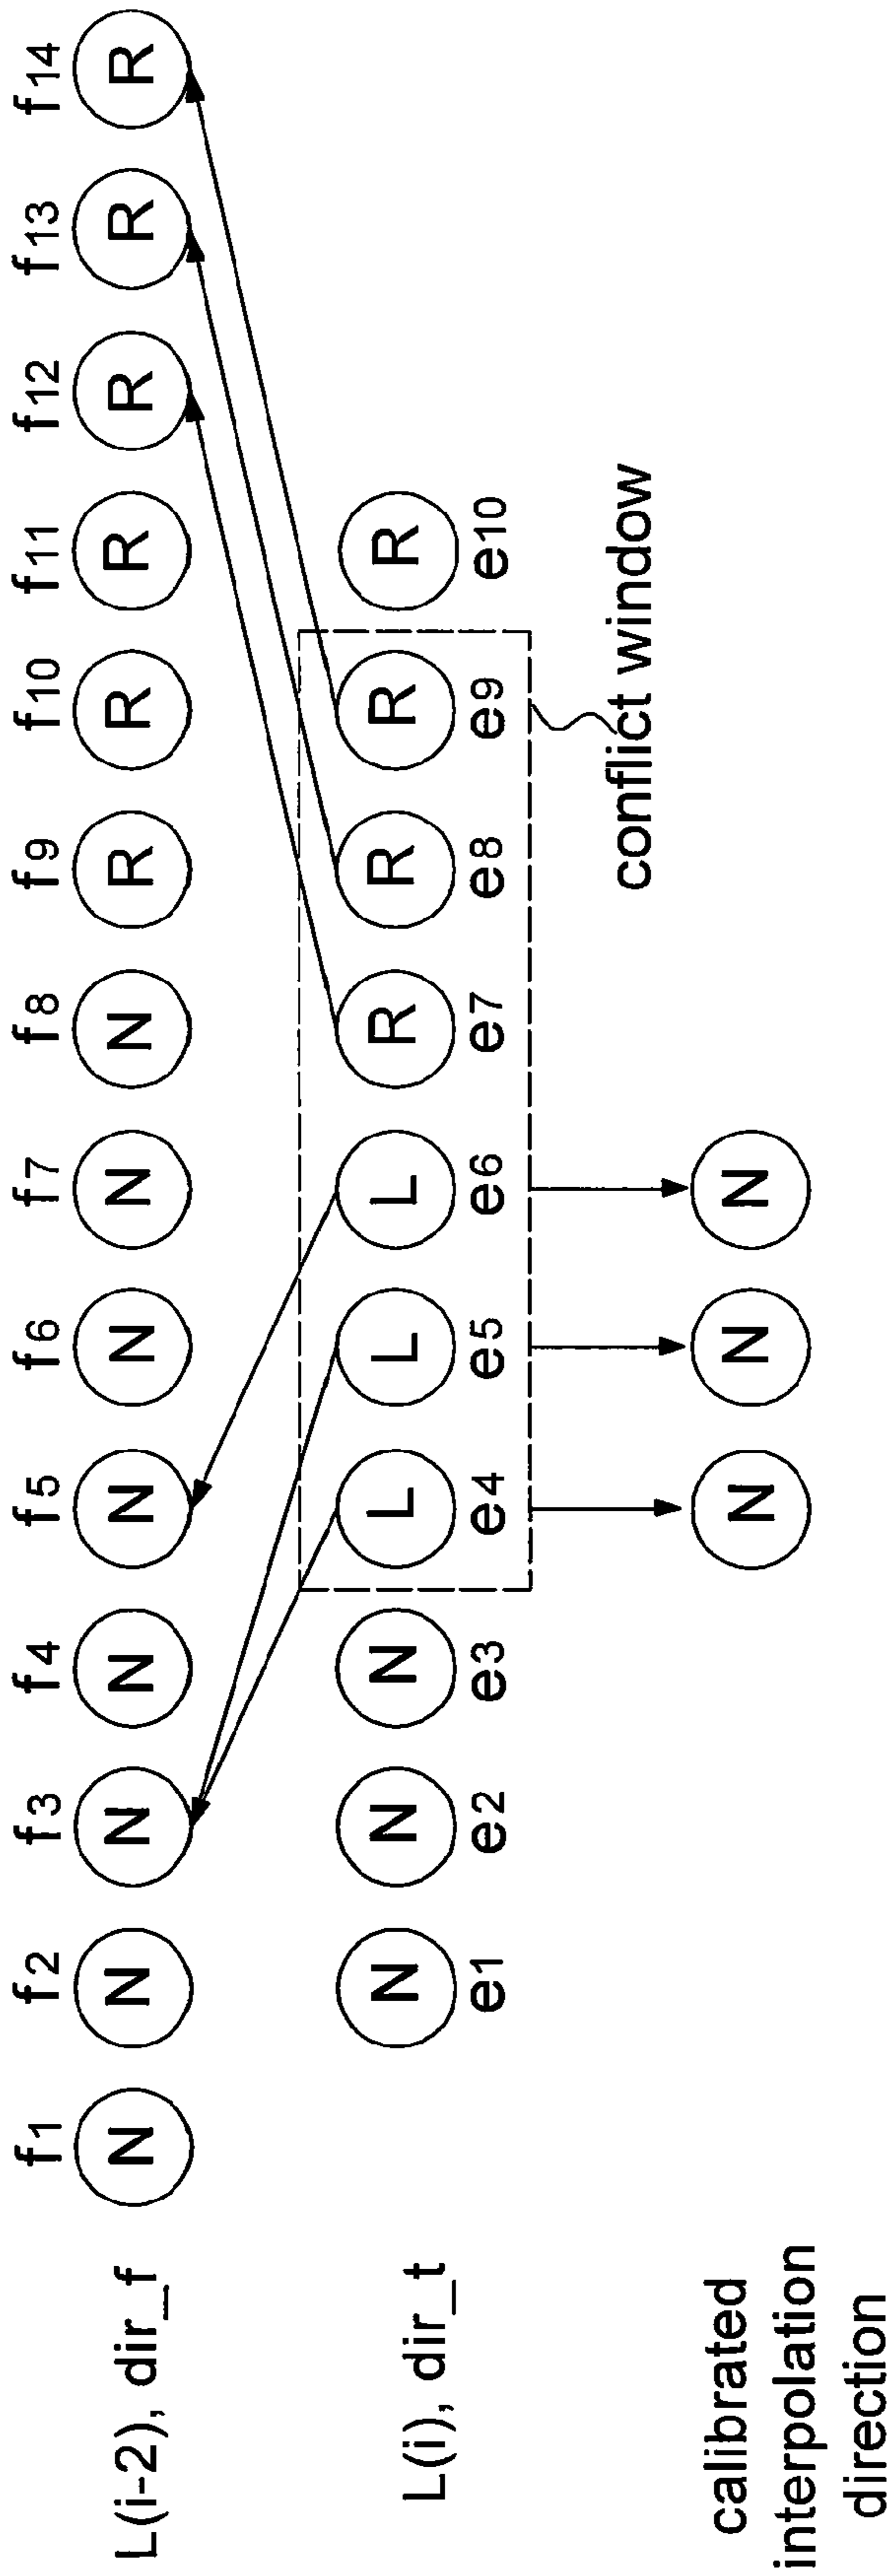 f1 f2 f3 f4 f5 f6 f7 f8 f9 f10 f11 f12 f13 f14
L(i-2), dir_f N N N N N N N N R R R R R R
L(i), dir_t N N N L L L R R R R
e1 e2 e3 e4 e5 e6 e7 e8 e9 e10
conflict window
calibrated
interpolation
direction
N N N